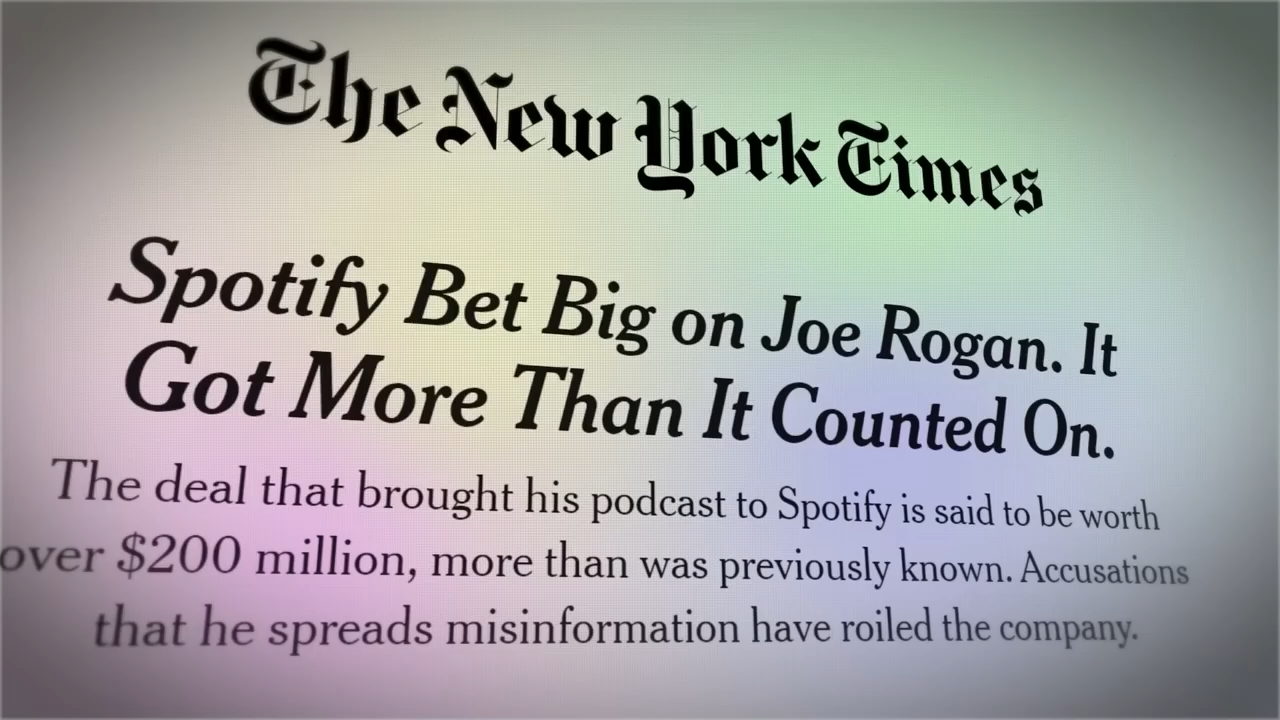 The New York Times
Spotify Bet Big on Joe Rogan. It
Got More Than It Counted On.
The deal that brought his podcast to Spotify is said to be worth
over $200 million, more than was previously known. Accusations
that he spreads misinformation have roiled the company.